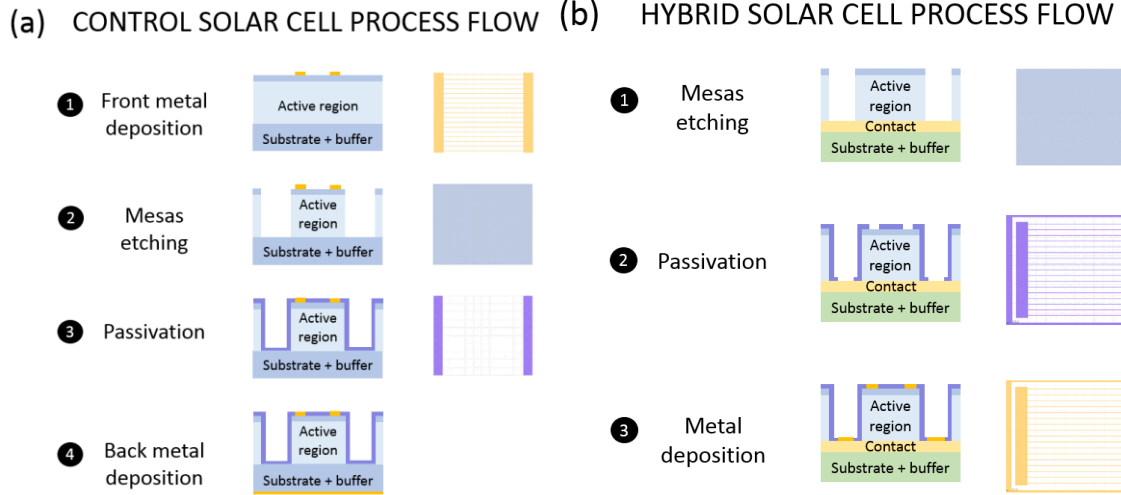 (a) CONTROL SOLAR CELL PROCESS FLOW
1 Front metal
deposition
Active region
Substrate + buffer
2 Mesas
etching
Active
region
Substrate + buffer
3 Passivation
Active
region
Substrate + buffer
4 Back metal
deposition
Active
region
Substrate + buffer
(b) HYBRID SOLAR CELL PROCESS FLOW
1 Mesas
etching
Active
region
Contact
Substrate + buffer
2 Passivation
Active
region
Contact
Substrate + buffer
3 Metal
deposition
Active
region
Contact
Substrate + buffer